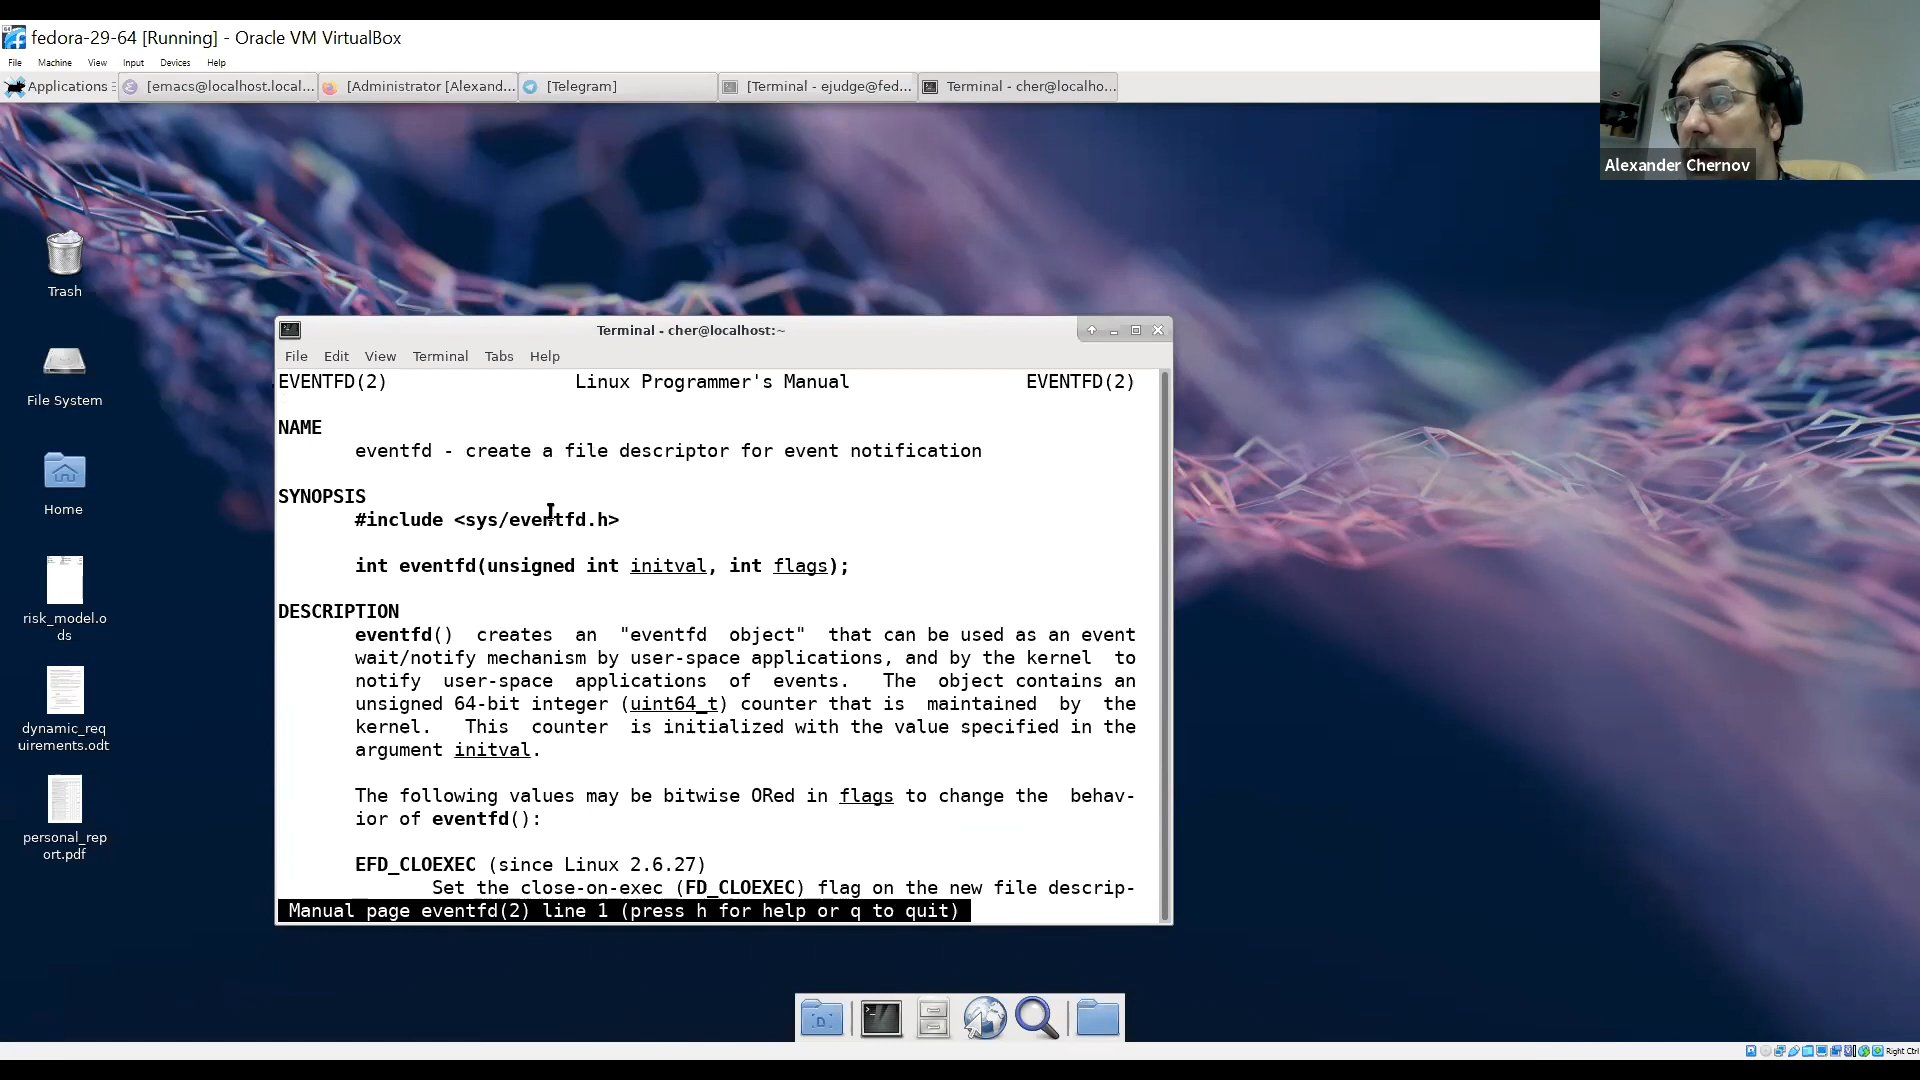 fedora-29-64 [Running] - Oracle VM VirtualBox
File Machine View Input Devices Help
Applications [emacs@localhost.local... [Administrator [Alexand... [Telegram] [Terminal - ejudge@fed... Terminal - cher@localho...
Alexander Chernov
Trash
File System
Home
risk_model.o
ds
dynamic_req
uirements.odt
personal_rep
ort.pdf
Terminal - cher@localhost:~
File Edit View Terminal Tabs Help
EVENTFD(2) Linux Programmer's Manual EVENTFD(2)
NAME
eventfd - create a file descriptor for event notification
SYNOPSIS
#include <sys/eventfd.h>
int eventfd(unsigned int initval, int flags);
DESCRIPTION
eventfd() creates an "eventfd object" that can be used as an event
wait/notify mechanism by user-space applications, and by the kernel to
notify user-space applications of events. The object contains an
unsigned 64-bit integer (uint64_t) counter that is maintained by the
kernel. This counter is initialized with the value specified in the
argument initval.
The following values may be bitwise ORed in flags to change the behav-
ior of eventfd():
EFD_CLOEXEC (since Linux 2.6.27)
Set the close-on-exec (FD_CLOEXEC) flag on the new file descrip-
Manual page eventfd(2) line 1 (press h for help or q to quit)
Right Ctrl